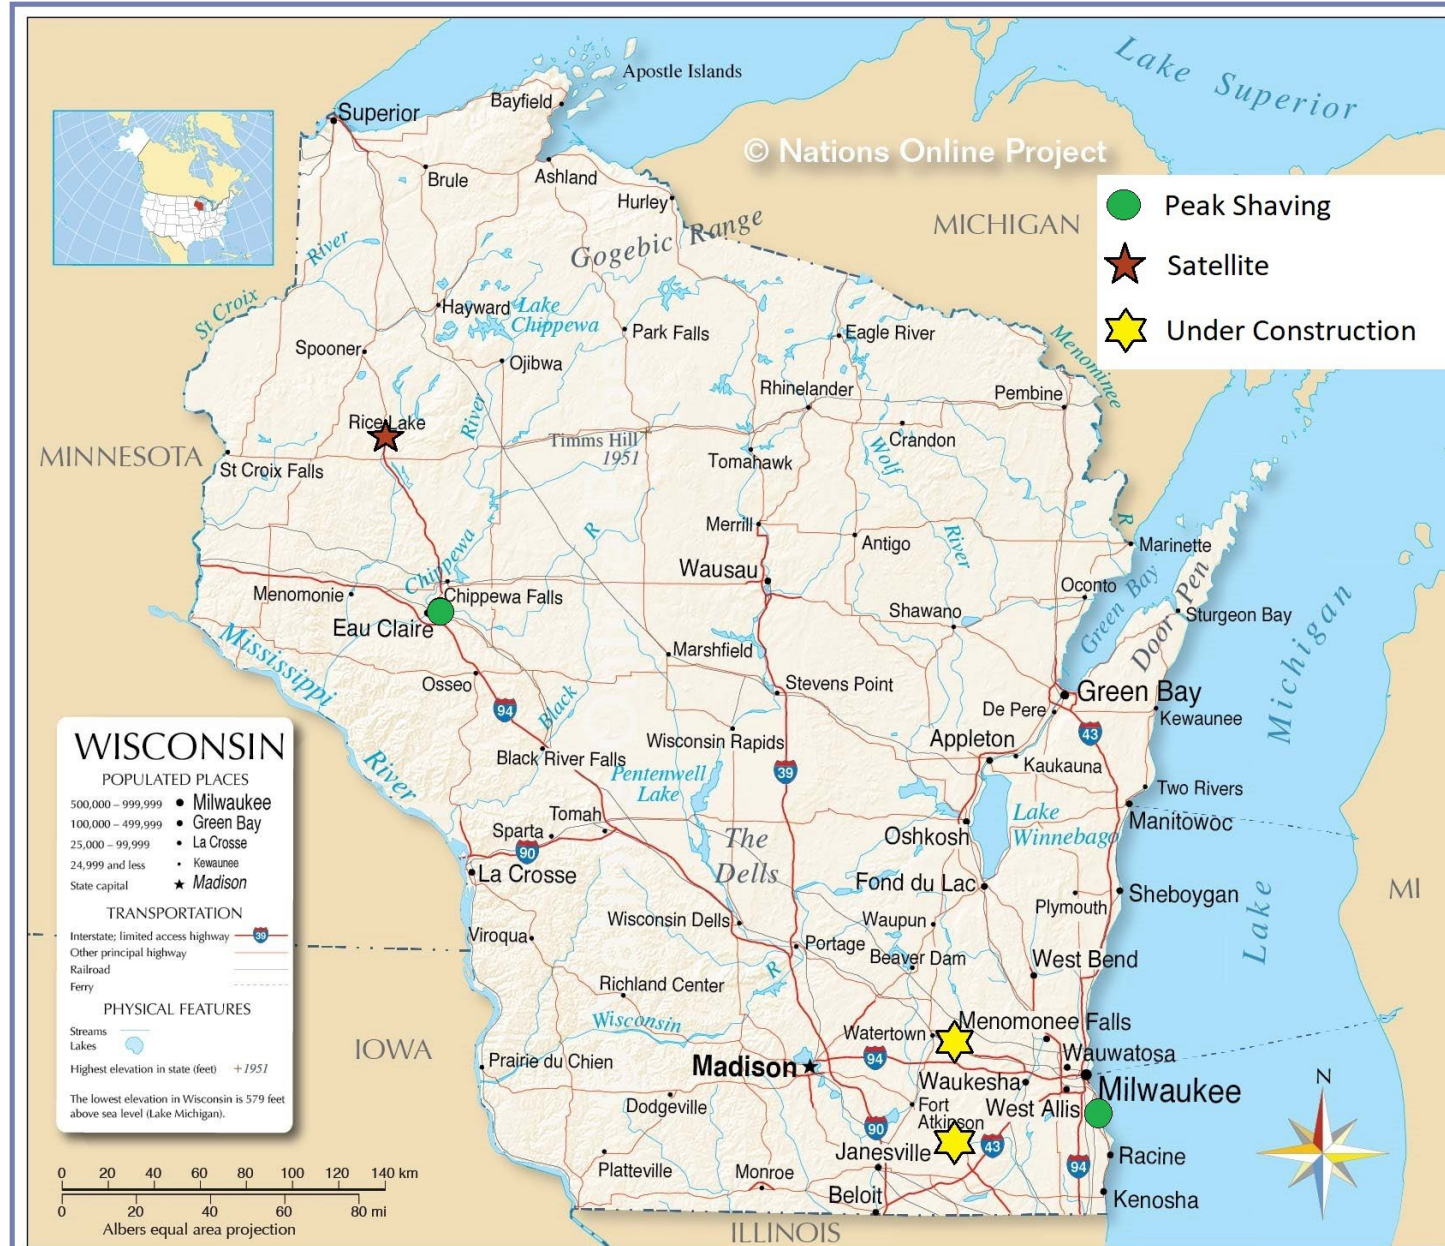 Apostle Islands
Lake Superior
Superior
Bayfield
© Nations Online Project
Brule
Ashland
Hurley
Peak Shaving
MICHIGAN
Gogebic Range
Satellite
River
St Croix
Hayward
Lake
Chippewa
Park Falls
Eagle River
Under Construction
Menominee
Spooner
Ojibwa
Rhinelander
Pembine
Rice Lake
River
Timms Hill
1951
Crandon
MINNESOTA
St Croix Falls
Tomahawk
Wolf
Merrill
R
R
Antigo
River
Marinette
Chippewa
Wausau
Menomonie
Chippewa Falls
Oconto
Green Bay
Door Pen
Eau Claire
Shawano
Sturgeon Bay
Mississippi
Marshfield
Michigan
Osseo
Stevens Point
Green Bay
94
Black
De Pere
Kewaunee
Wisconsin Rapids
Appleton
43
River
Black River Falls
Pentenwell
Lake
39
Kaukauna
Two Rivers
Tomah
Sparta
90
The
Dells
Oshkosh
Lake
Winnebago
Manitowoc
La Crosse
Fond du Lac
Plymouth
Sheboygan
MI
Lake
Wisconsin Dells
Waupun
Viroqua
Portage
Beaver Dam
West Bend
R
Richland Center
Wisconsin
Watertown
Menomonee Falls
IOWA
Prairie du Chien
Madison
94
Wauwatosa
Waukesha
Milwaukee
Dodgeville
Fort
Atkinson
West Allis
90
Janesville
43
Platteville
Monroe
94
Racine
Beloit
Kenosha
ILLINOIS
N
WISCONSIN
POPULATED PLACES
500,000 – 999,999 Milwaukee
100,000 – 499,999 Green Bay
25,000 – 99,999 La Crosse
24,999 and less Kewaunee
State capital Madison
TRANSPORTATION
Interstate; limited access highway 39
Other principal highway
Railroad
Ferry
PHYSICAL FEATURES
Streams
Lakes
Highest elevation in state (feet) +1951
The lowest elevation in Wisconsin is 579 feet
above sea level (Lake Michigan).
0 20 40 60 80 100 120 140 km
0 20 40 60 80 mi
Albers equal area projection